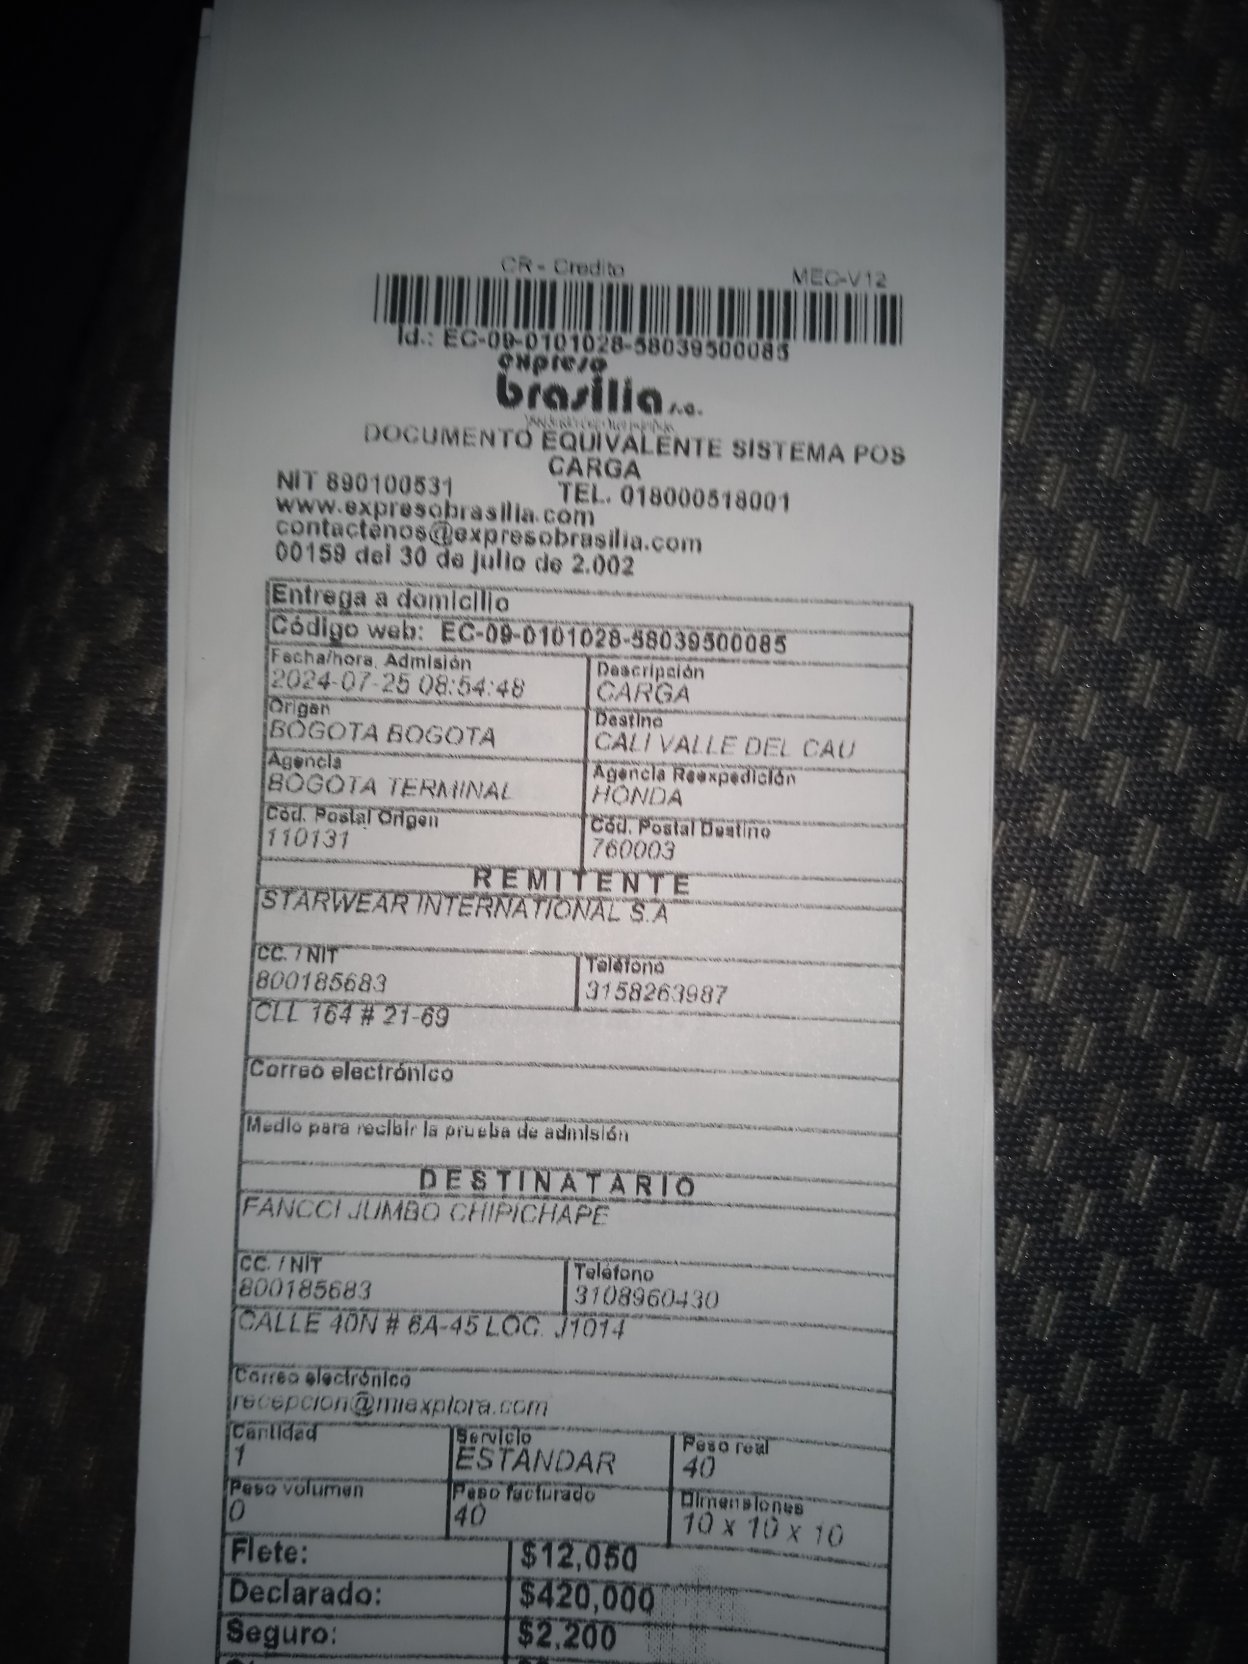 CR - Credito MEC-V12
Id.: EC-09-0101028-58039500085
expreso
brasilia s.a.
DOCUMENTO EQUIVALENTE SISTEMA POS
CARGA
NIT 890100531 TEL. 018000518001
www.expresobrasilia.com
contactenos@expresobrasilia.com
00159 del 30 de julio de 2.002
Entrega a domicilio
Código web: EC-09-0101028-58039500085
Fecha/hora, Admisión Descripción
2024-07-25 08:54:48 CARGA
Origen Destino
BOGOTA BOGOTA CALI VALLE DEL CAU
Agencia Agencia Reexpedición
BOGOTA TERMINAL HONDA
Cód. Postal Origen Cód. Postal Destino
110131 760003
REMITENTE
STARWEAR INTERNATIONAL S.A
CC. / NIT Teléfono
800185683 3158263987
CLL 164 # 21-69
Correo electrónico
Medio para recibir la prueba de admisión
DESTINATARIO
FANCCI JUMBO CHIPICHAPE
CC. / NIT Teléfono
800185683 3108960430
CALLE 40N # 6A-45 LOC. J1014
Correo electrónico
recepcion@miexplora.com
Cantidad Servicio Peso real
1 ESTANDAR 40
Peso volumen Peso facturado Dimensiones
0 40 10 x 10 x 10
Flete: $12,050
Declarado: $420,000
Seguro: $2,200